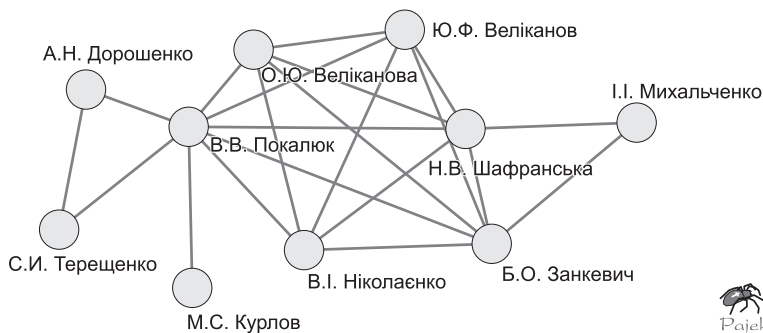 Ю.Ф. Веліканов
А.Н. Дорошенко
О.Ю. Веліканова
І.І. Михальченко
В.В. Покалюк
Н.В. Шафранська
С.И. Терещенко
В.І. Ніколаєнко
Б.О. Занкевич
М.С. Курлов
Pajek